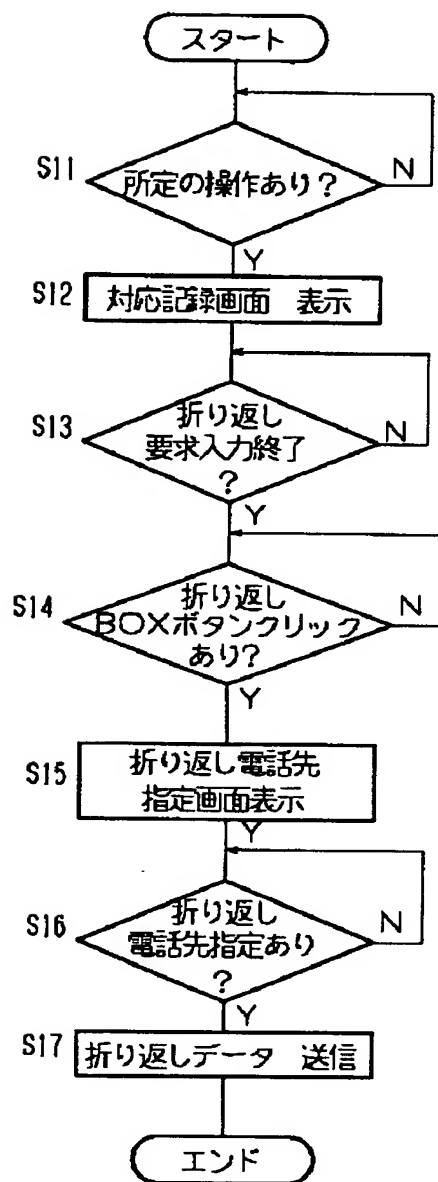 スタート
S11
所定の操作あり？
N
Y
S12
対応記録画面 表示
S13
折り返し
要求入力終了
？
N
Y
S14
折り返し
BOXボタンクリック
あり？
N
Y
S15
折り返し電話先
指定画面表示
Y
S16
折り返し
電話先指定あり
？
N
Y
S17
折り返しデータ 送信
エンド